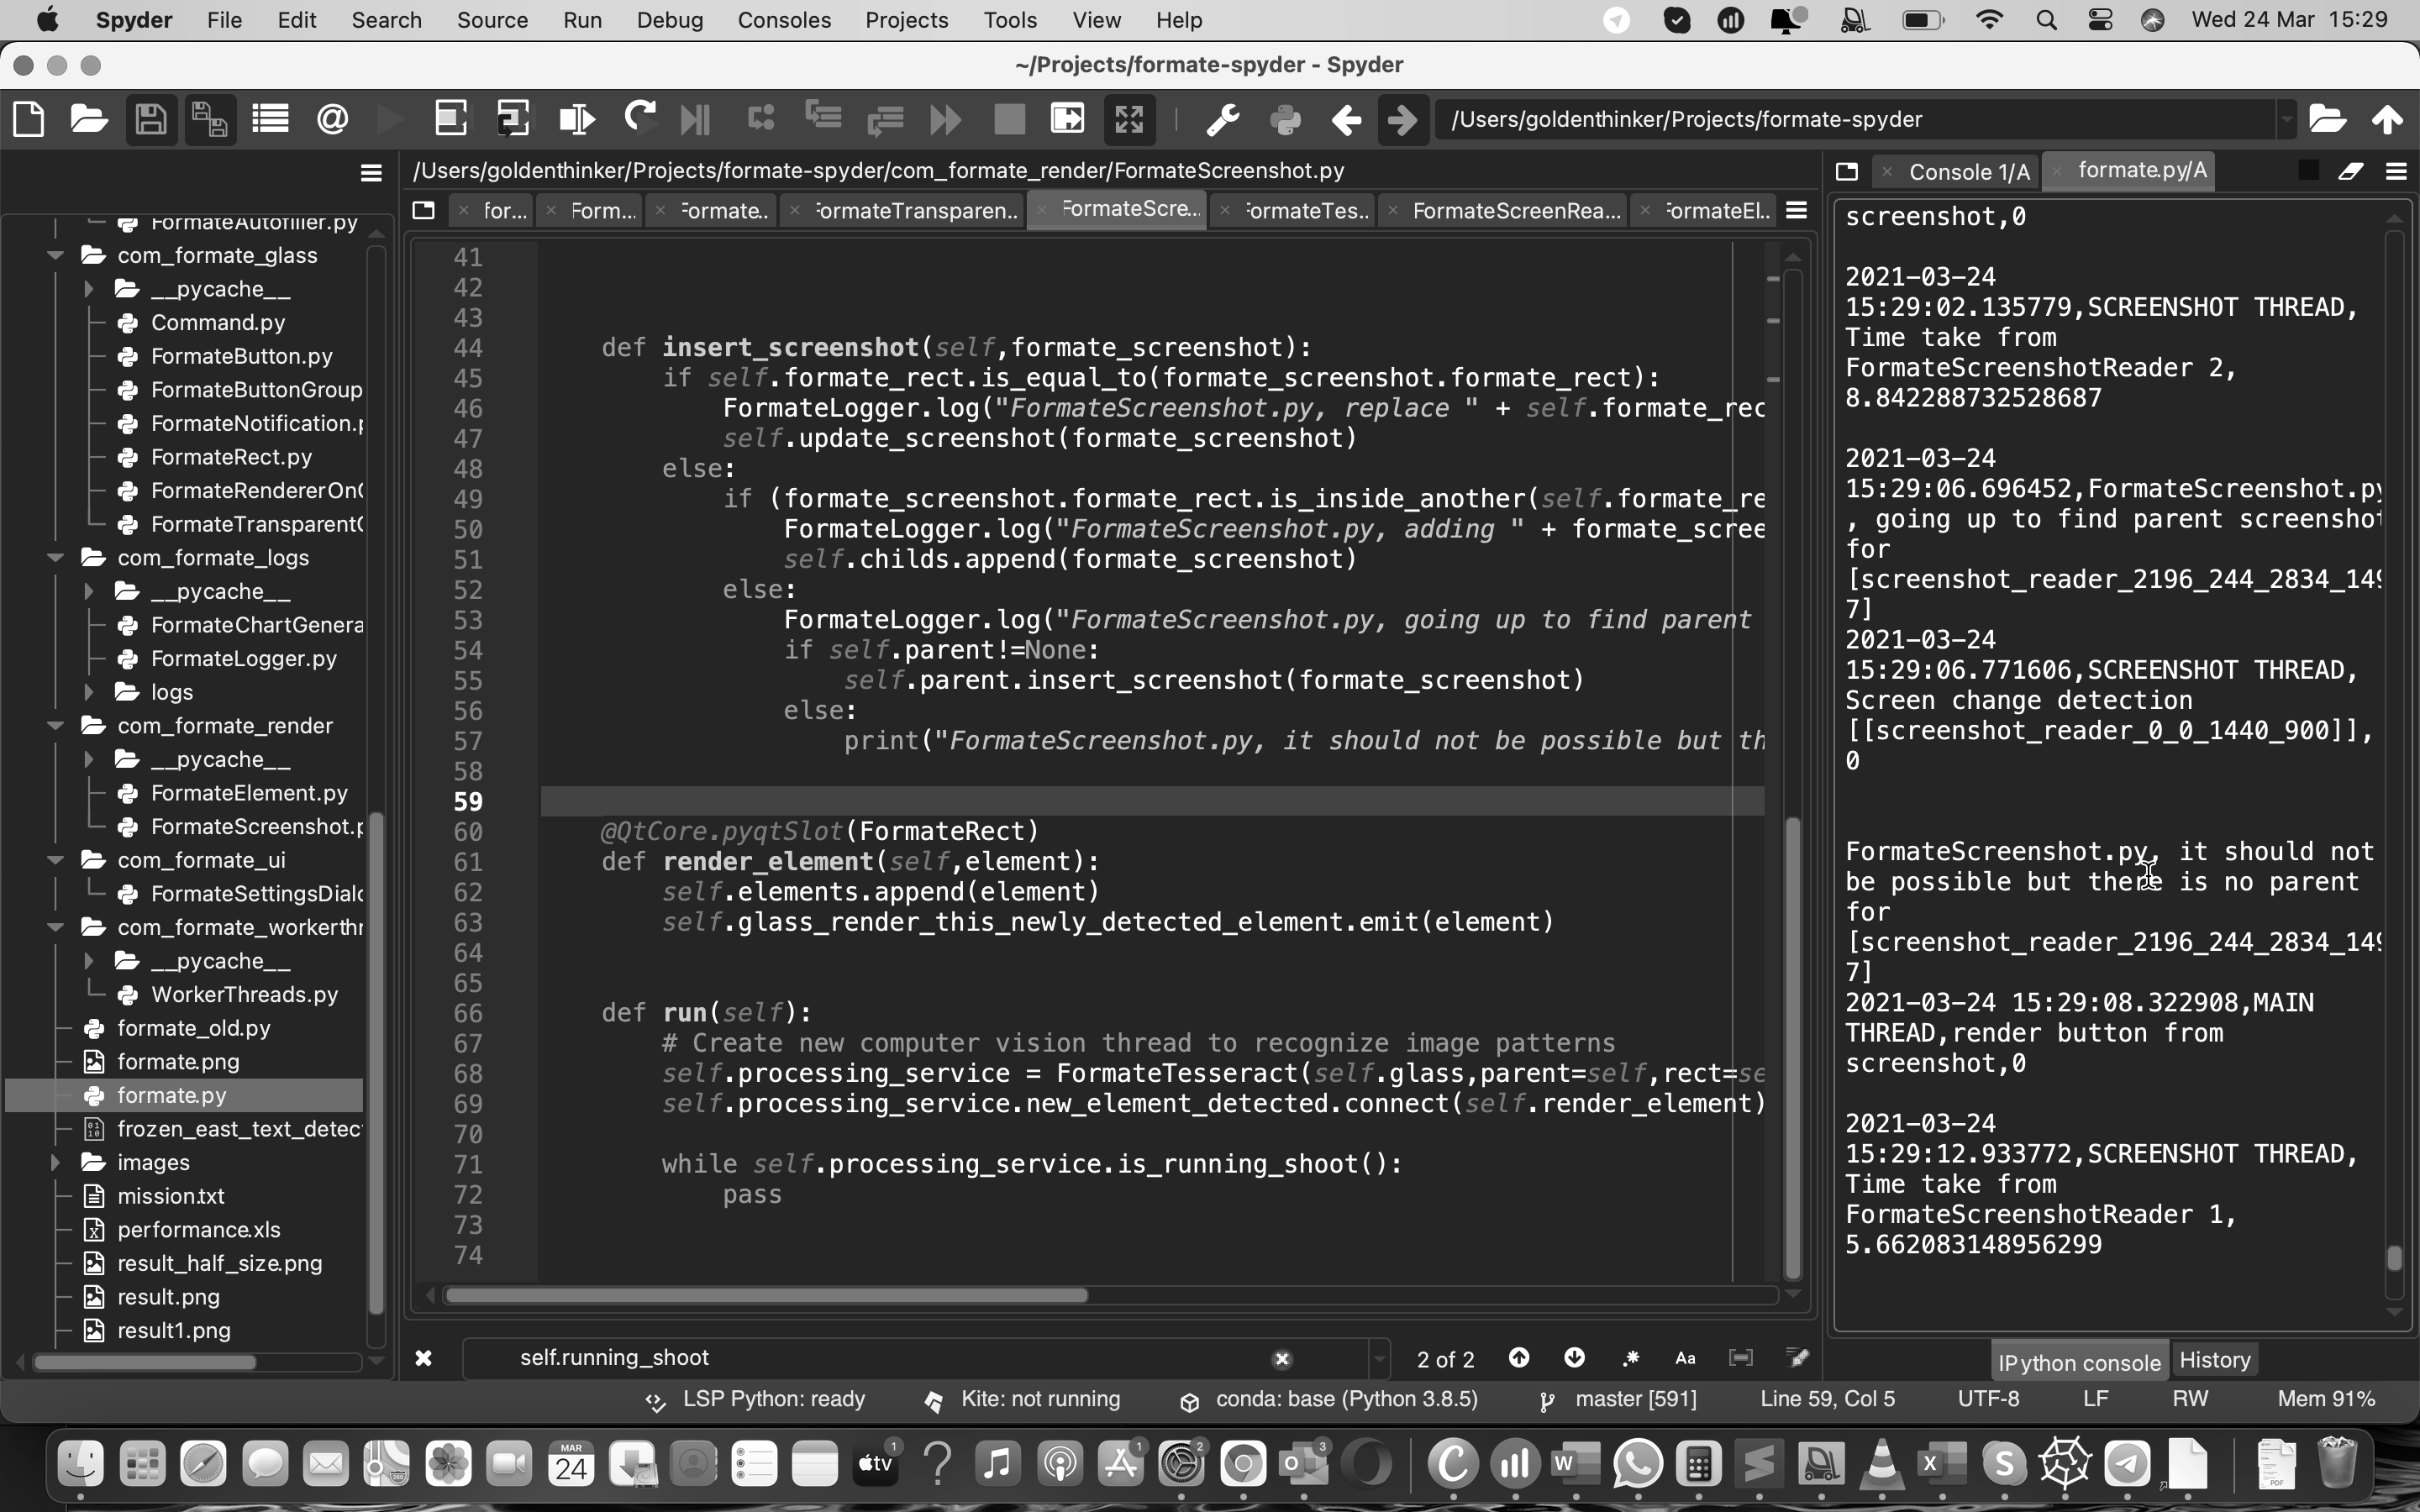 Spyder File Edit Search Source Run Debug Consoles Projects Tools View Help Wed 24 Mar 15:29
~/Projects/formate-spyder - Spyder
/Users/goldenthinker/Projects/formate-spyder
FormateAutofiller.py
com_formate_glass
__pycache__
Command.py
FormateButton.py
FormateButtonGroup
FormateNotification.p
FormateRect.py
FormateRendererOnG
FormateTransparentG
com_formate_logs
__pycache__
FormateChartGenera
FormateLogger.py
logs
com_formate_render
__pycache__
FormateElement.py
FormateScreenshot.p
com_formate_ui
FormateSettingsDialo
com_formate_workerthr
__pycache__
WorkerThreads.py
formate_old.py
formate.png
formate.py
frozen_east_text_detec
images
mission.txt
performance.xls
result_half_size.png
result.png
result1.png
/Users/goldenthinker/Projects/formate-spyder/com_formate_render/FormateScreenshot.py
for... Form... Formate.. FormateTransparen.. FormateScre... FormateTes.. FormateScreenRea... FormateEl..
41
42
43
44 def insert_screenshot(self,formate_screenshot):
45 if self.formate_rect.is_equal_to(formate_screenshot.formate_rect):
46 FormateLogger.log("FormateScreenshot.py, replace " + self.formate_rec
47 self.update_screenshot(formate_screenshot)
48 else:
49 if (formate_screenshot.formate_rect.is_inside_another(self.formate_re
50 FormateLogger.log("FormateScreenshot.py, adding " + formate_scree
51 self.childs.append(formate_screenshot)
52 else:
53 FormateLogger.log("FormateScreenshot.py, going up to find parent
54 if self.parent!=None:
55 self.parent.insert_screenshot(formate_screenshot)
56 else:
57 print("FormateScreenshot.py, it should not be possible but th
58
59
60 @QtCore.pyqtSlot(FormateRect)
61 def render_element(self,element):
62 self.elements.append(element)
63 self.glass_render_this_newly_detected_element.emit(element)
64
65
66 def run(self):
67 # Create new computer vision thread to recognize image patterns
68 self.processing_service = FormateTesseract(self.glass,parent=self,rect=se
69 self.processing_service.new_element_detected.connect(self.render_element)
70
71 while self.processing_service.is_running_shoot():
72 pass
73
74
self.running_shoot 2 of 2 .* Aa
Console 1/A formate.py/A
screenshot,0
2021-03-24
15:29:02.135779,SCREENSHOT THREAD,
Time take from
FormateScreenshotReader 2,
8.842288732528687
2021-03-24
15:29:06.696452,FormateScreenshot.py
, going up to find parent screenshot
for
[screenshot_reader_2196_244_2834_149
7]
2021-03-24
15:29:06.771606,SCREENSHOT THREAD,
Screen change detection
[[screenshot_reader_0_0_1440_900]],
0
FormateScreenshot.py, it should not
be possible but there is no parent
for
[screenshot_reader_2196_244_2834_149
7]
2021-03-24 15:29:08.322908,MAIN
THREAD,render button from
screenshot,0
2021-03-24
15:29:12.933772,SCREENSHOT THREAD,
Time take from
FormateScreenshotReader 1,
5.662083148956299
IPython console History
LSP Python: ready Kite: not running conda: base (Python 3.8.5) master [591] Line 59, Col 5 UTF-8 LF RW Mem 91%
MAR
24
tv
1
1
2
3
PDF